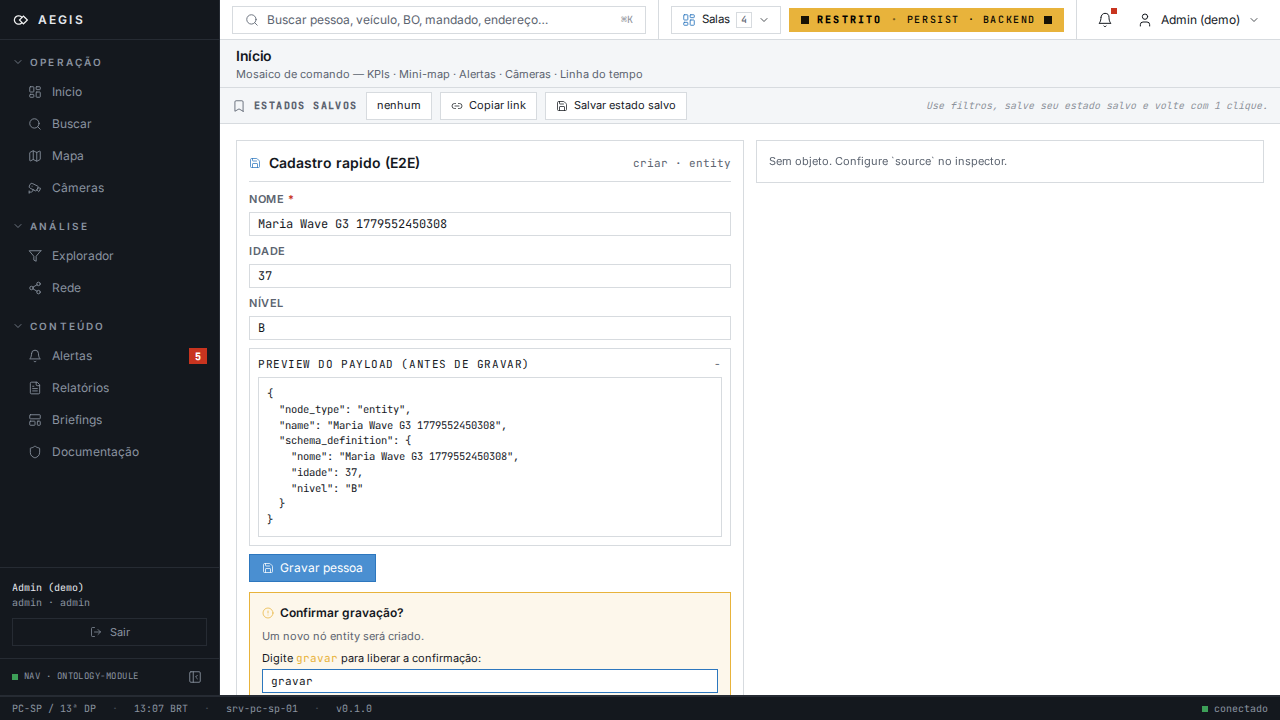 AEGIS
Buscar pessoa, veículo, BO, mandado, endereço...
⌘K
Salas 4
RESTRITO · PERSIST · BACKEND
Admin (demo)
OPERAÇÃO
Início
Buscar
Mapa
Câmeras
ANÁLISE
Explorador
Rede
CONTEÚDO
Alertas 5
Relatórios
Briefings
Documentação
Admin (demo)
admin · admin
Sair
NAV · ONTOLOGY-MODULE
Início
Mosaico de comando — KPIs · Mini-map · Alertas · Câmeras · Linha do tempo
ESTADOS SALVOS
nenhum
Copiar link
Salvar estado salvo
Use filtros, salve seu estado salvo e volte com 1 clique.
Cadastro rapido (E2E)
criar · entity
NOME *
Maria Wave G3 1779552450308
IDADE
37
NÍVEL
B
PREVIEW DO PAYLOAD (ANTES DE GRAVAR)
-
{
"node_type": "entity",
"name": "Maria Wave G3 1779552450308",
"schema_definition": {
"nome": "Maria Wave G3 1779552450308",
"idade": 37,
"nivel": "B"
}
}
Gravar pessoa
Confirmar gravação?
Um novo nó entity será criado.
Digite gravar para liberar a confirmação:
gravar
Sem objeto. Configure `source` no inspector.
PC-SP / 13ª DP · 13:07 BRT · srv-pc-sp-01 · v0.1.0
conectado